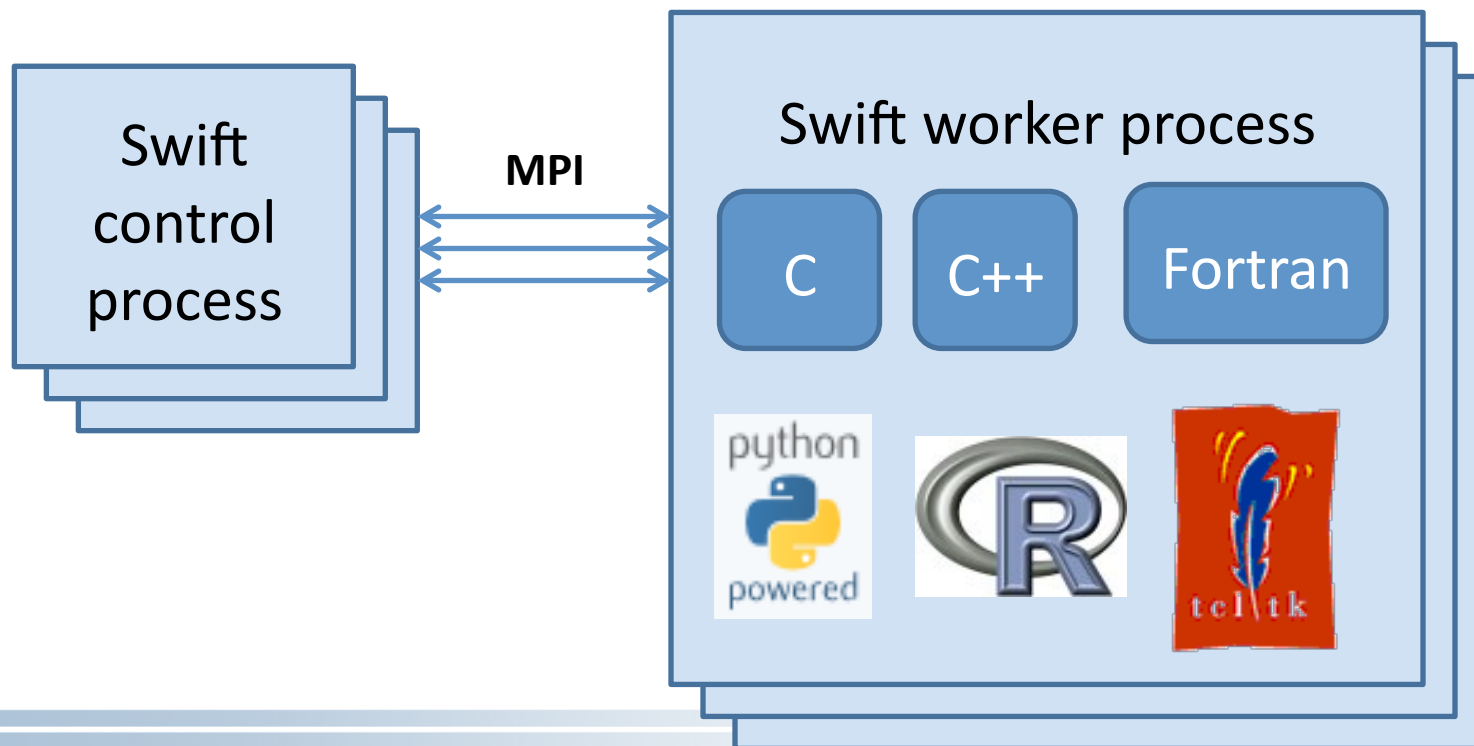 Swift
control
process
MPI
Swift worker process
C
C++
Fortran
python
powered
R
tcl tk